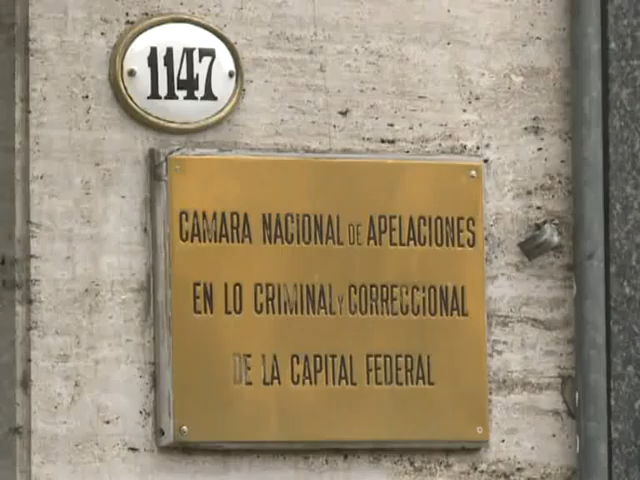 1147
CAMARA NACIONAL DE APELACIONES
EN LO CRIMINAL Y CORRECCIONAL
DE LA CAPITAL FEDERAL